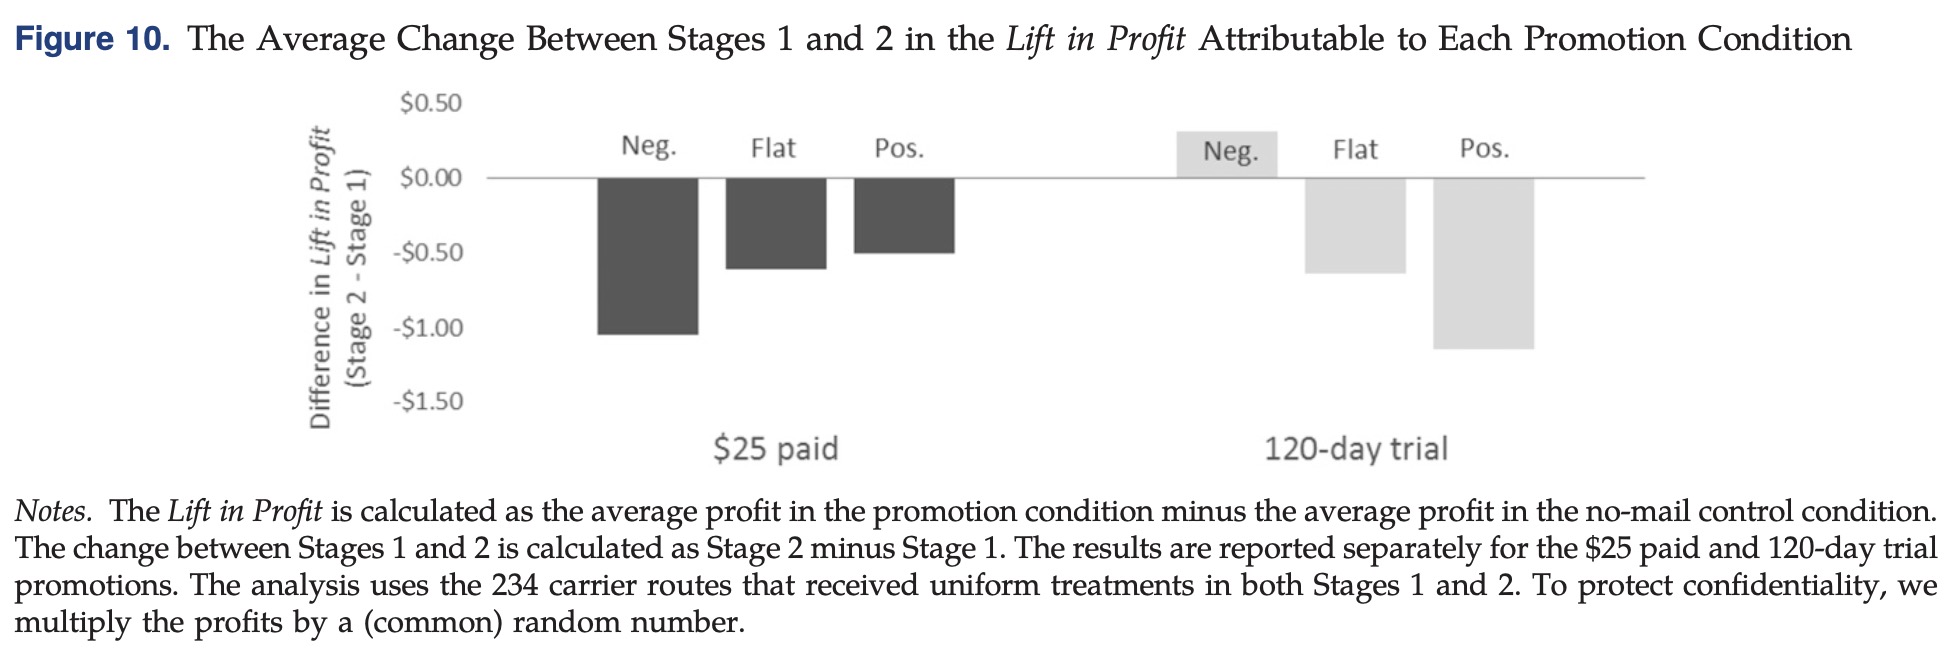 Figure 10. The Average Change Between Stages 1 and 2 in the Lift in Profit Attributable to Each Promotion Condition
Difference in Lift in Profit
(Stage 2 - Stage 1)
$0.50
$0.00
-$0.50
-$1.00
-$1.50
Neg. Flat Pos. Neg. Flat Pos.
$25 paid 120-day trial
Notes. The Lift in Profit is calculated as the average profit in the promotion condition minus the average profit in the no-mail control condition.
The change between Stages 1 and 2 is calculated as Stage 2 minus Stage 1. The results are reported separately for the $25 paid and 120-day trial
promotions. The analysis uses the 234 carrier routes that received uniform treatments in both Stages 1 and 2. To protect confidentiality, we
multiply the profits by a (common) random number.